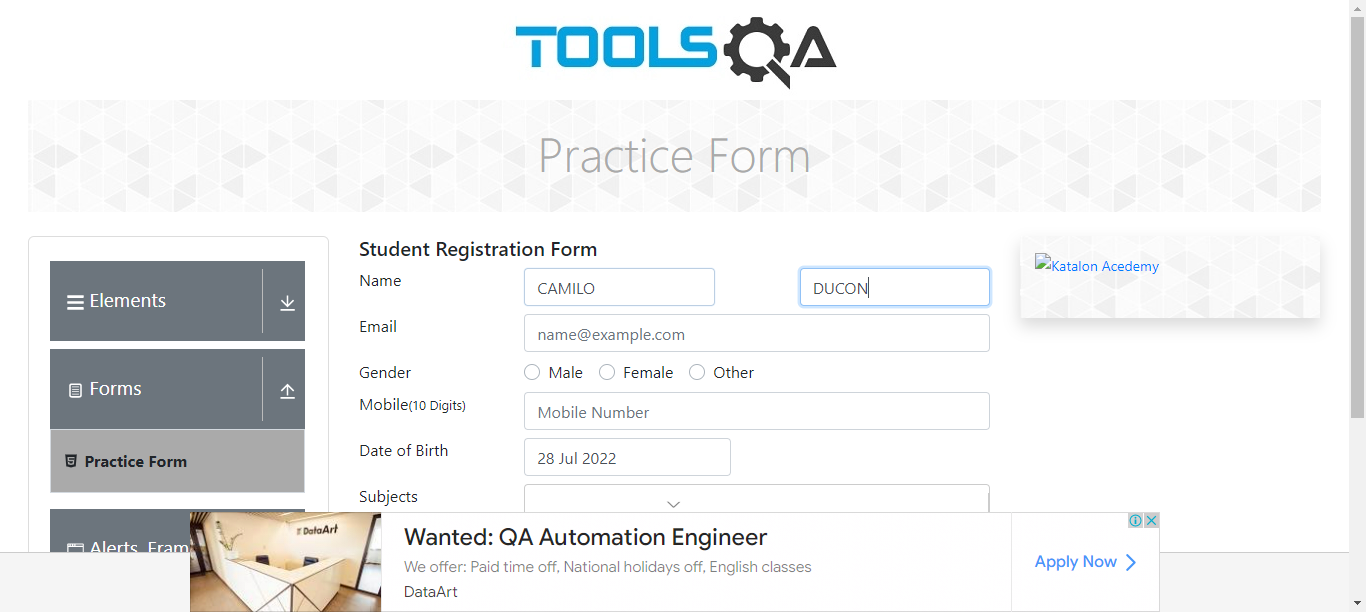 TOOLSQA
Practice Form
Elements
Forms
Practice Form
Alerts, Fram
Student Registration Form
Name
CAMILO
DUCON
Email
name@example.com
Gender
Male
Female
Other
Mobile(10 Digits)
Mobile Number
Date of Birth
28 Jul 2022
Subjects
Katalon Acedemy
DataArt
Wanted: QA Automation Engineer
We offer: Paid time off, National holidays off, English classes
DataArt
Apply Now